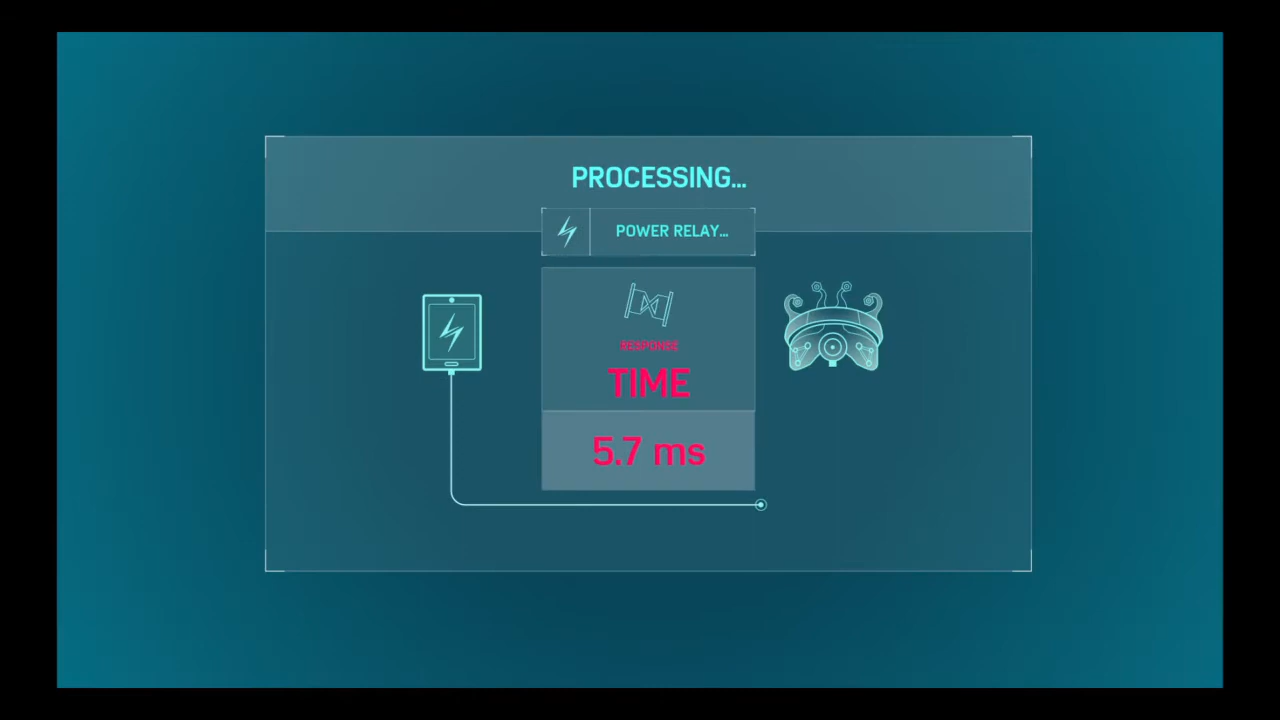 PROCESSING...
POWER RELAY...
RESPONSE
TIME
5.7 ms